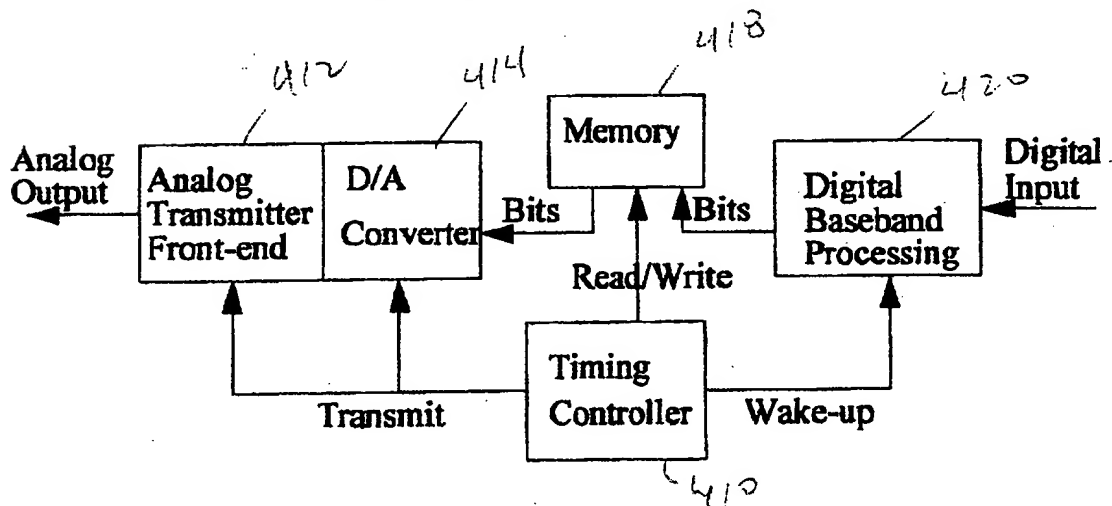 418
412
414
420
Analog
Output
Analog
Transmitter
Front-end
D/A
Converter
Bits
Memory
Bits
Digital
Baseband
Processing
Digital
Input
Read/Write
Timing
Controller
Transmit
Wake-up
410